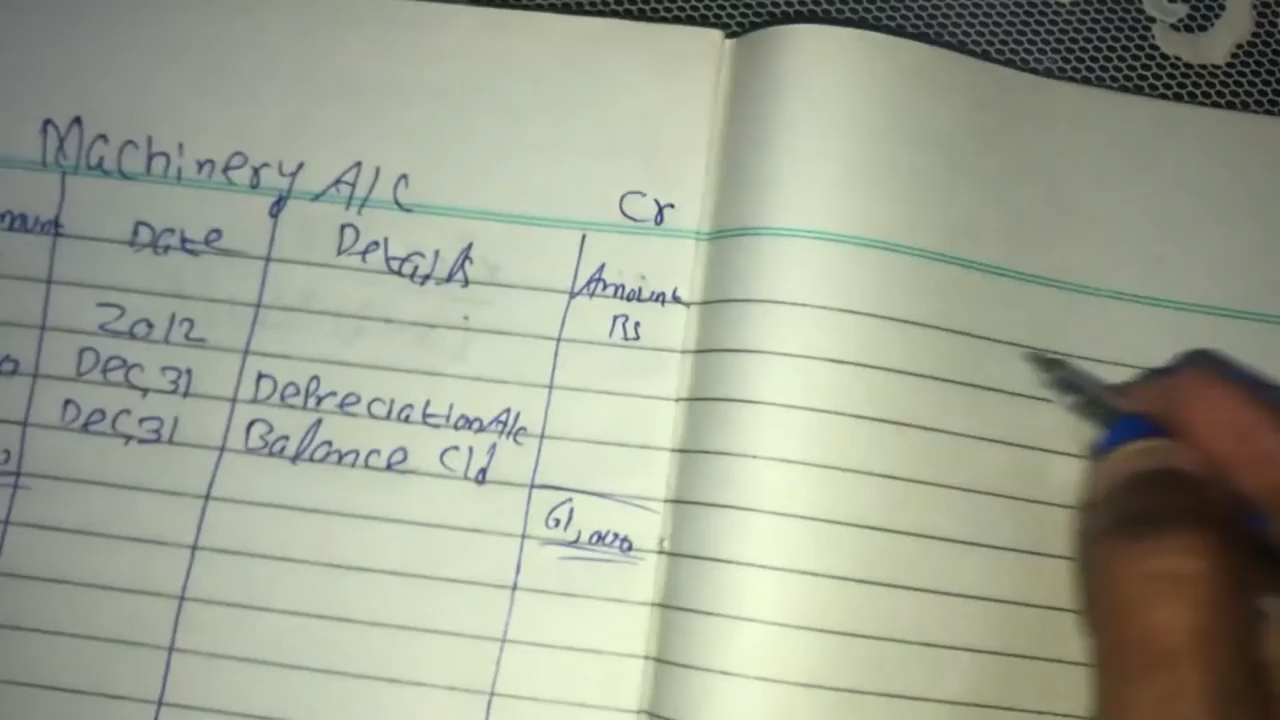 Machinery A/C
Cr
Date Details Amount
Rs
2012
Dec,31 Depreciation A/c
Dec,31 Balance C/d
61,000